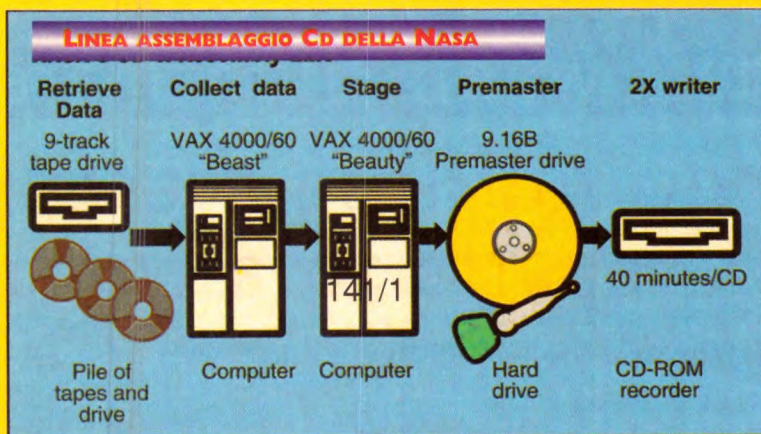 LINEA ASSEMBLAGGIO CD DELLA NASA
Retrieve
Data
Collect data
Stage
Premaster
2X writer
9-track
tape drive
VAX 4000/60
"Beast"
VAX 4000/60
"Beauty"
9.16B
Premaster drive
141/1
40 minutes/CD
Pile of
tapes and
drive
Computer
Computer
Hard
drive
CD-ROM
recorder